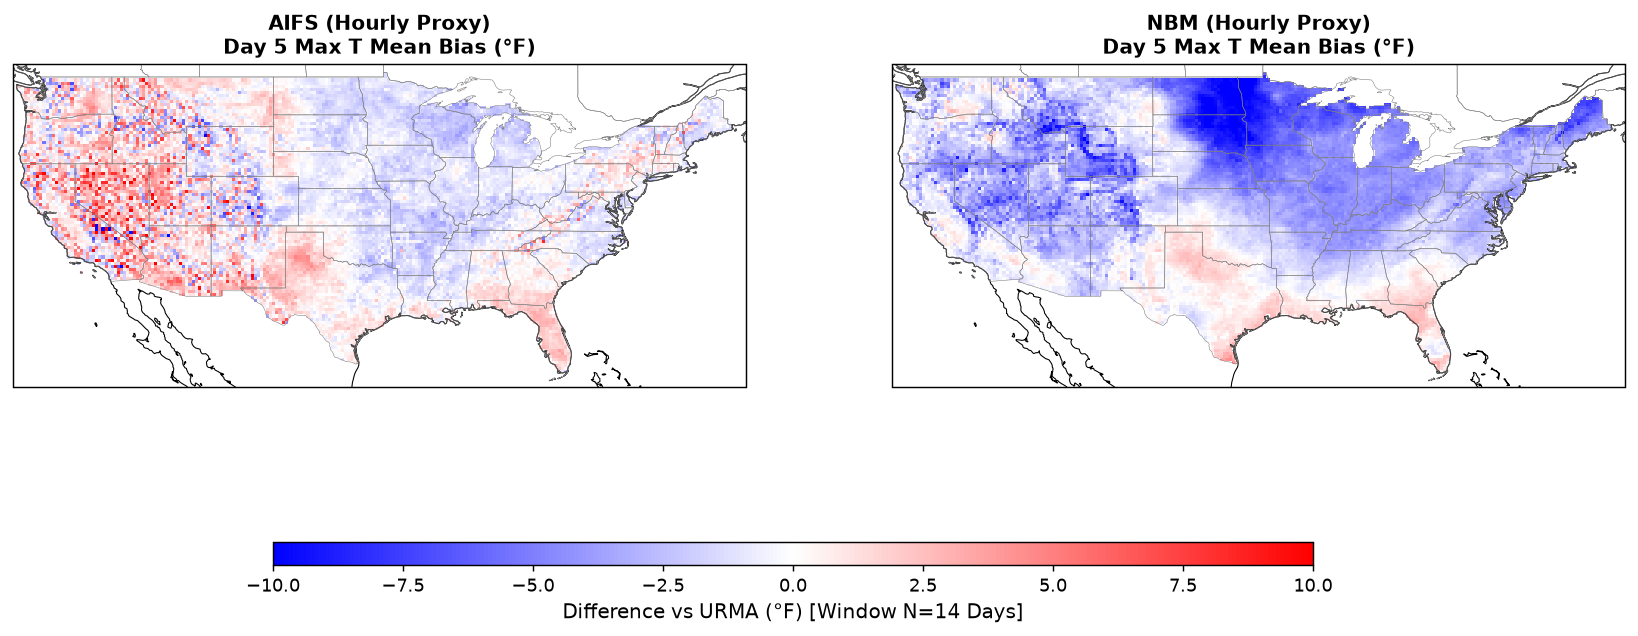 AIFS (Hourly Proxy)
Day 5 Max T Mean Bias (°F)
NBM (Hourly Proxy)
Day 5 Max T Mean Bias (°F)
−10.0 −7.5 −5.0 −2.5 0.0 2.5 5.0 7.5 10.0
Difference vs URMA (°F) [Window N=14 Days]